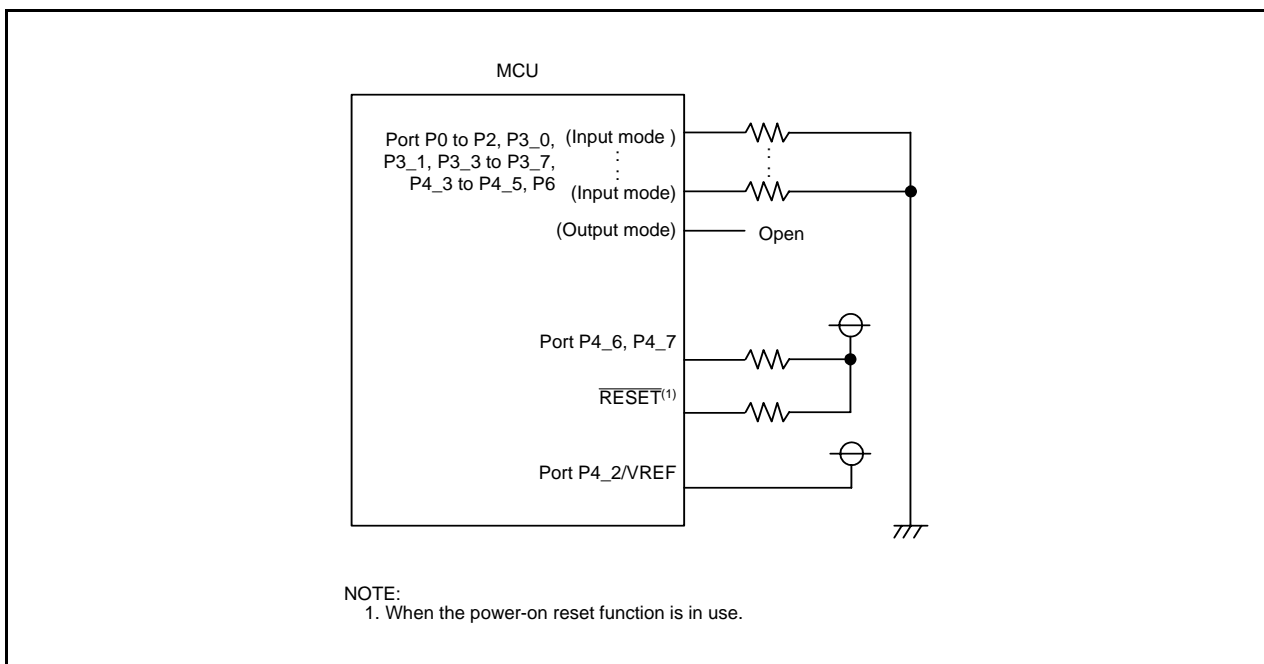 MCU
Port P0 to P2, P3_0,
P3_1, P3_3 to P3_7,
P4_3 to P4_5, P6
(Input mode )
(Input mode)
(Output mode)
Open
Port P4_6, P4_7
RESET(1)
Port P4_2/VREF
NOTE:
1. When the power-on reset function is in use.